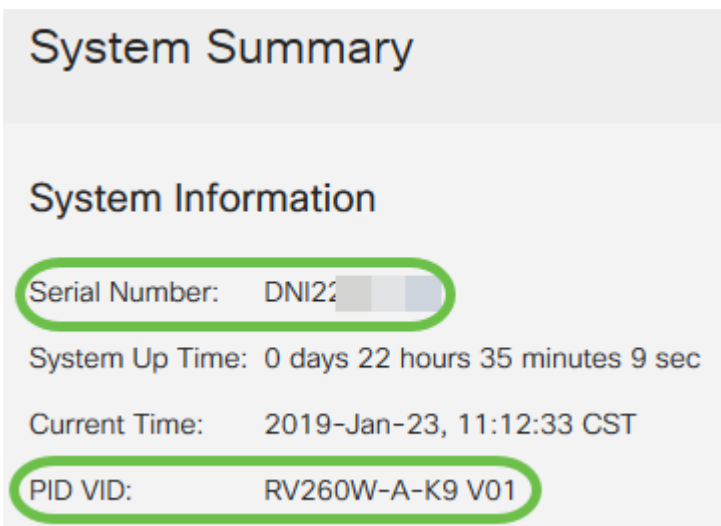 System Summary
System Information
Serial Number: DNI22
System Up Time: 0 days 22 hours 35 minutes 9 sec
Current Time: 2019-Jan-23, 11:12:33 CST
PID VID: RV260W-A-K9 V01